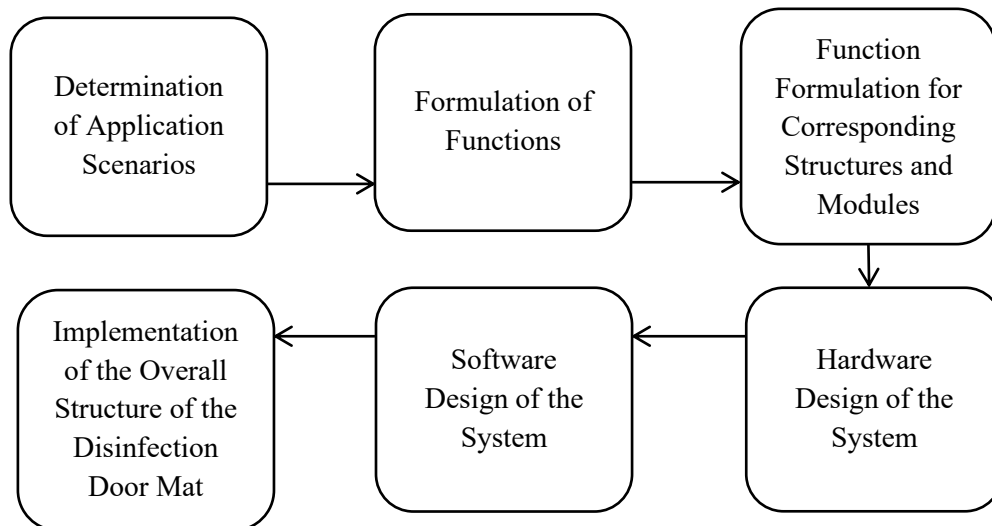 Determination
of Application
Scenarios
Formulation of
Functions
Function
Formulation for
Corresponding
Structures and
Modules
Hardware
Design of the
System
Software
Design of the
System
Implementation
of the Overall
Structure of the
Disinfection
Door Mat